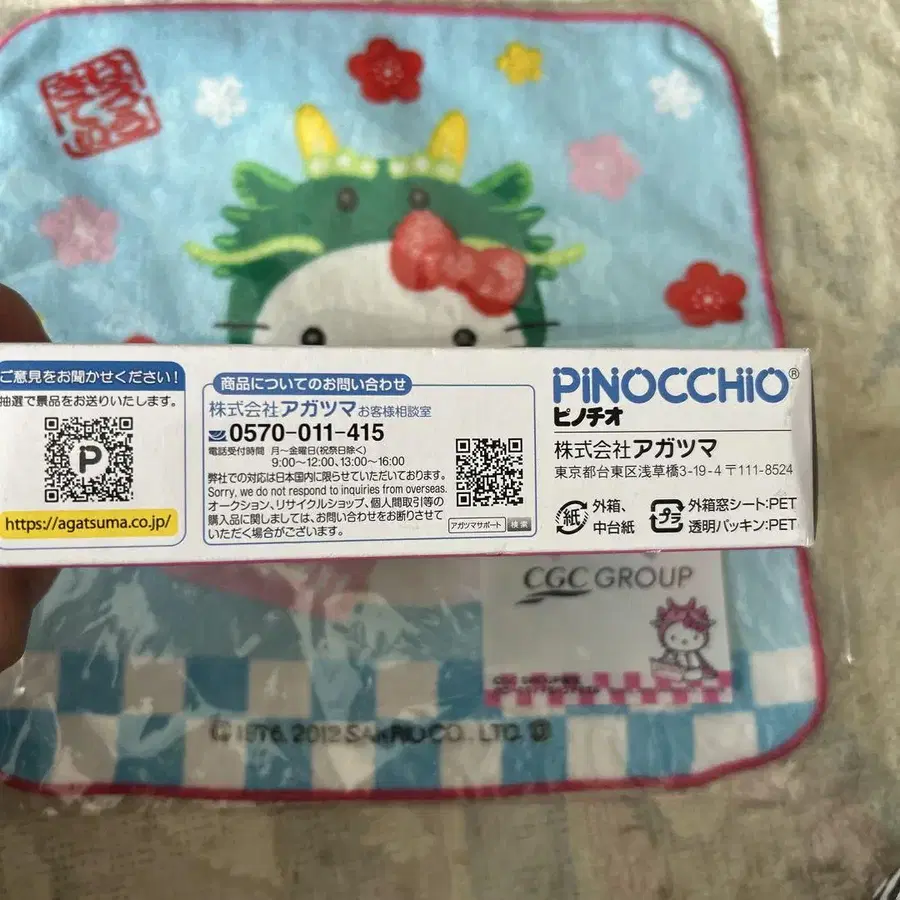 ご意見をお聞かせください!
抽選で景品をお送りいたします。
P
https://agatsuma.co.jp/
商品についてのお問い合わせ
株式会社アガツマお客様相談室
0570-011-415
電話受付時間 月~金曜日(祝祭日除く)
9:00~12:00、13:00~16:00
弊社での対応は日本国内に限らせていただいております。
Sorry, we do not respond to inquiries from overseas.
オークション、リサイクルショップ、個人間取引等の
購入品に関しましては、お問い合わせをお断りさせて
いただく場合がございます。
アガツマサポート 検索
PiNOCCHiO®
ピノチオ
株式会社アガツマ
東京都台東区浅草橋3-19-4 〒111-8524
紙 外箱、
中台紙
プラ 外箱窓シート:PET
透明パッキン:PET
CGC GROUP
© 1976, 2012 SANRIO CO., LTD.